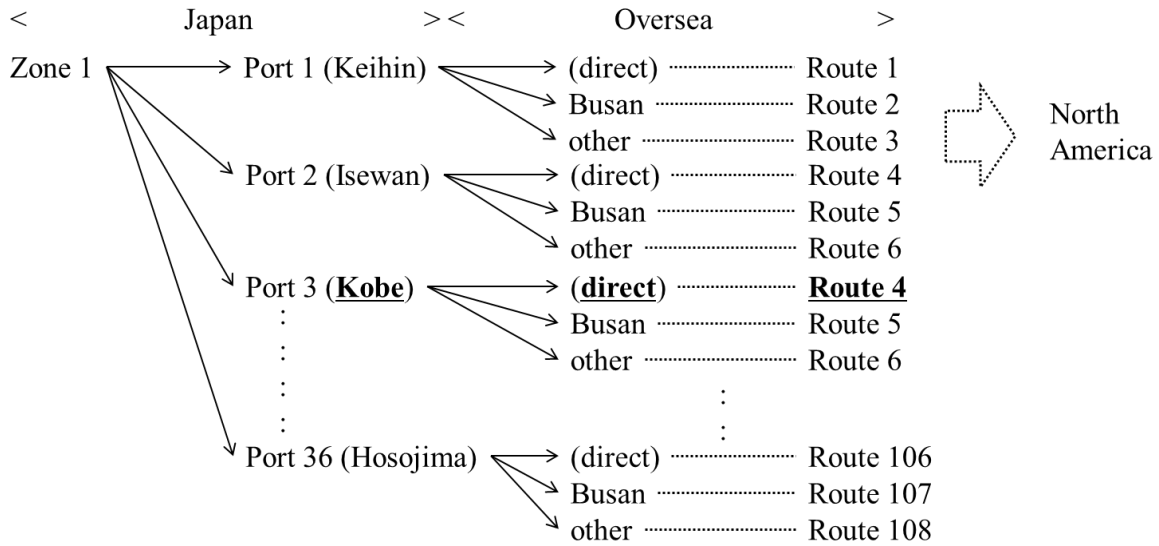 < Japan > < Oversea >
Zone 1 Port 1 (Keihin) (direct) Route 1
Busan Route 2
other Route 3
North
America
Port 2 (Isewan) (direct) Route 4
Busan Route 5
other Route 6
Port 3 (Kobe) (direct) Route 4
Busan Route 5
other Route 6
Port 36 (Hosojima) (direct) Route 106
Busan Route 107
other Route 108